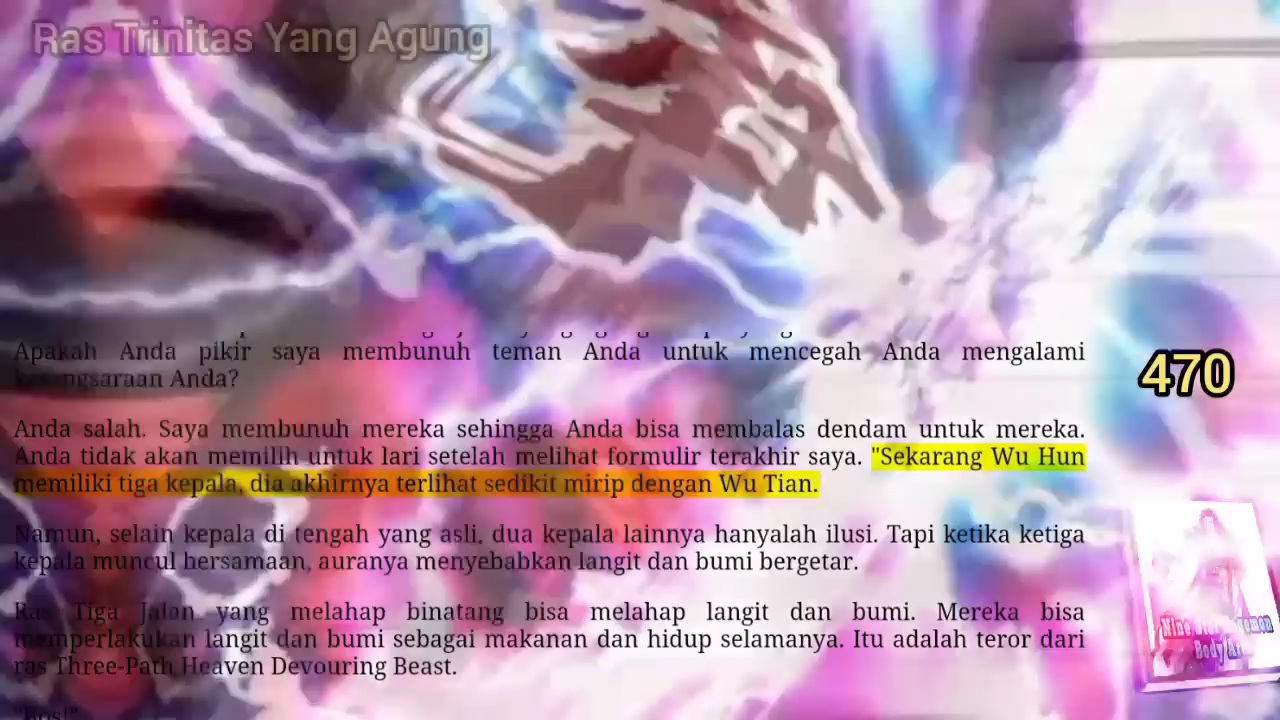 Ras Trinitas Yang Agung
Apakah Anda pikir saya membunuh teman Anda untuk mencegah Anda mengalami
kesengsaraan Anda?
470
Anda salah. Saya membunuh mereka sehingga Anda bisa membalas dendam untuk mereka.
Anda tidak akan memilih untuk lari setelah melihat formulir terakhir saya. "Sekarang Wu Hun
memiliki tiga kepala, dia akhirnya terlihat sedikit mirip dengan Wu Tian.
Namun, selain kepala di tengah yang asli, dua kepala lainnya hanyalah ilusi. Tapi ketika ketiga
kepala muncul bersamaan, auranya menyebabkan langit dan bumi bergetar.
Ras Tiga Jalan yang melahap binatang bisa melahap langit dan bumi. Mereka bisa
memperlakukan langit dan bumi sebagai makanan dan hidup selamanya. Itu adalah teror dari
ras Three-Path Heaven Devouring Beast.
"Bos!"
Nine
Body